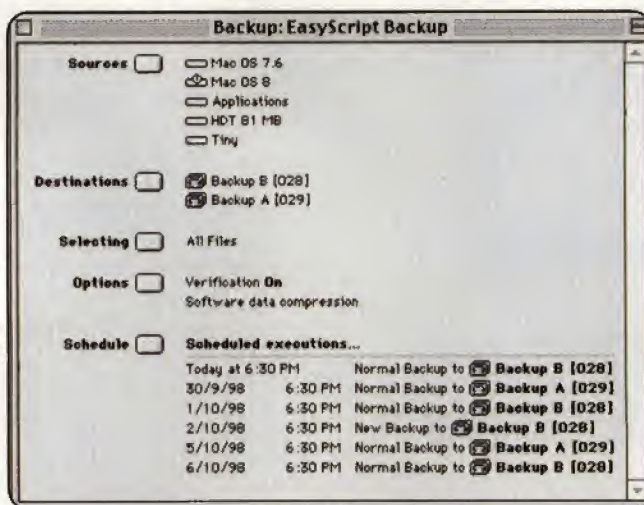 Backup: EasyScript Backup
Sources
Mac OS 7.6
Mac OS 8
Applications
HDT 81 MB
Tiny
Destinations
Backup B [028]
Backup A [029]
Selecting
All Files
Options
Verification On
Software data compression
Schedule
Scheduled executions...
Today at 6:30 PM Normal Backup to Backup B [028]
30/9/98 6:30 PM Normal Backup to Backup A [029]
1/10/98 6:30 PM Normal Backup to Backup B [028]
2/10/98 6:30 PM New Backup to Backup B [028]
5/10/98 6:30 PM Normal Backup to Backup A [029]
6/10/98 6:30 PM Normal Backup to Backup B [028]